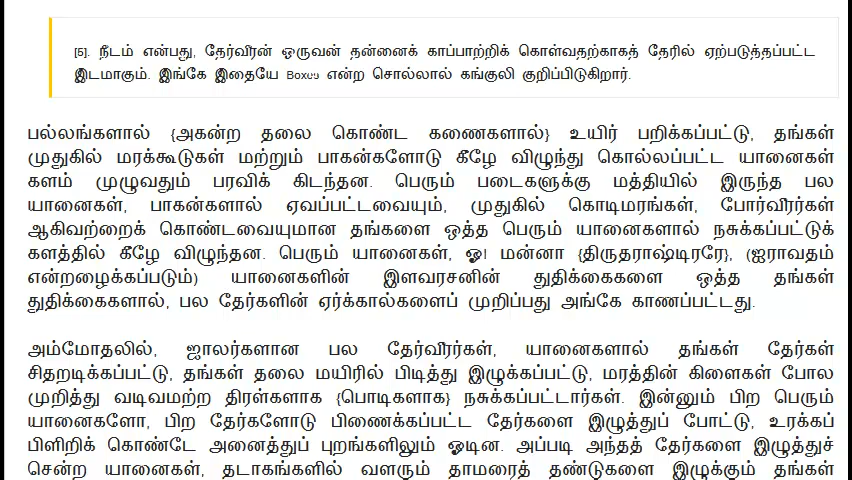 [5]. நீடம் என்பது, தேர்வீரன் ஒருவன் தன்னைக் காப்பாற்றிக் கொள்வதற்காகத் தேரில் ஏற்படுத்தப்பட்ட
இடமாகும். இங்கே இதையே Boxes என்ற சொல்லால் கங்குலி குறிப்பிடுகிறார்.
பல்லங்களால் {அகன்ற தலை கொண்ட கணைகளால்} உயிர் பறிக்கப்பட்டு, தங்கள்
முதுகில் மரக்கூடுகள் மற்றும் பாகன்களோடு கீழே விழுந்து கொல்லப்பட்ட யானைகள்
களம் முழுவதும் பரவிக் கிடந்தன. பெரும் படைகளுக்கு மத்தியில் இருந்த பல
யானைகள், பாகன்களால் ஏவப்பட்டவையும், முதுகில் கொடிமரங்கள், போர்வீரர்கள்
ஆகிவற்றைக் கொண்டவையுமான தங்களை ஒத்த பெரும் யானைகளால் நசுக்கப்பட்டுக்
களத்தில் கீழே விழுந்தன. பெரும் யானைகள், ஓ! மன்னா {திருதராஷ்டிரரே}, (ஐராவதம்
என்றழைக்கப்படும்) யானைகளின் இளவரசனின் துதிக்கைகளை ஒத்த தங்கள்
துதிக்கைகளால், பல தேர்களின் ஏர்க்கால்களைப் முறிப்பது அங்கே காணப்பட்டது.
அம்மோதலில், ஜாலர்களான பல தேர்வீரர்கள், யானைகளால் தங்கள் தேர்கள்
சிதறடிக்கப்பட்டு, தங்கள் தலை மயிரில் பிடித்து இழுக்கப்பட்டு, மரத்தின் கிளைகள் போல
முறித்து வடிவமற்ற திரள்களாக {பொடிகளாக} நசுக்கப்பட்டார்கள். இன்னும் பிற பெரும்
யானைகளோ, பிற தேர்களோடு பிணைக்கப்பட்ட தேர்களை இழுத்துப் போட்டு, உரக்கப்
பிளிறிக் கொண்டே அனைத்துப் புறங்களிலும் ஓடின. அப்படி அந்தத் தேர்களை இழுத்துச்
சென்ற யானைகள், தடாகங்களில் வளரும் தாமரைத் தண்டுகளை இழுக்கும் தங்கள்